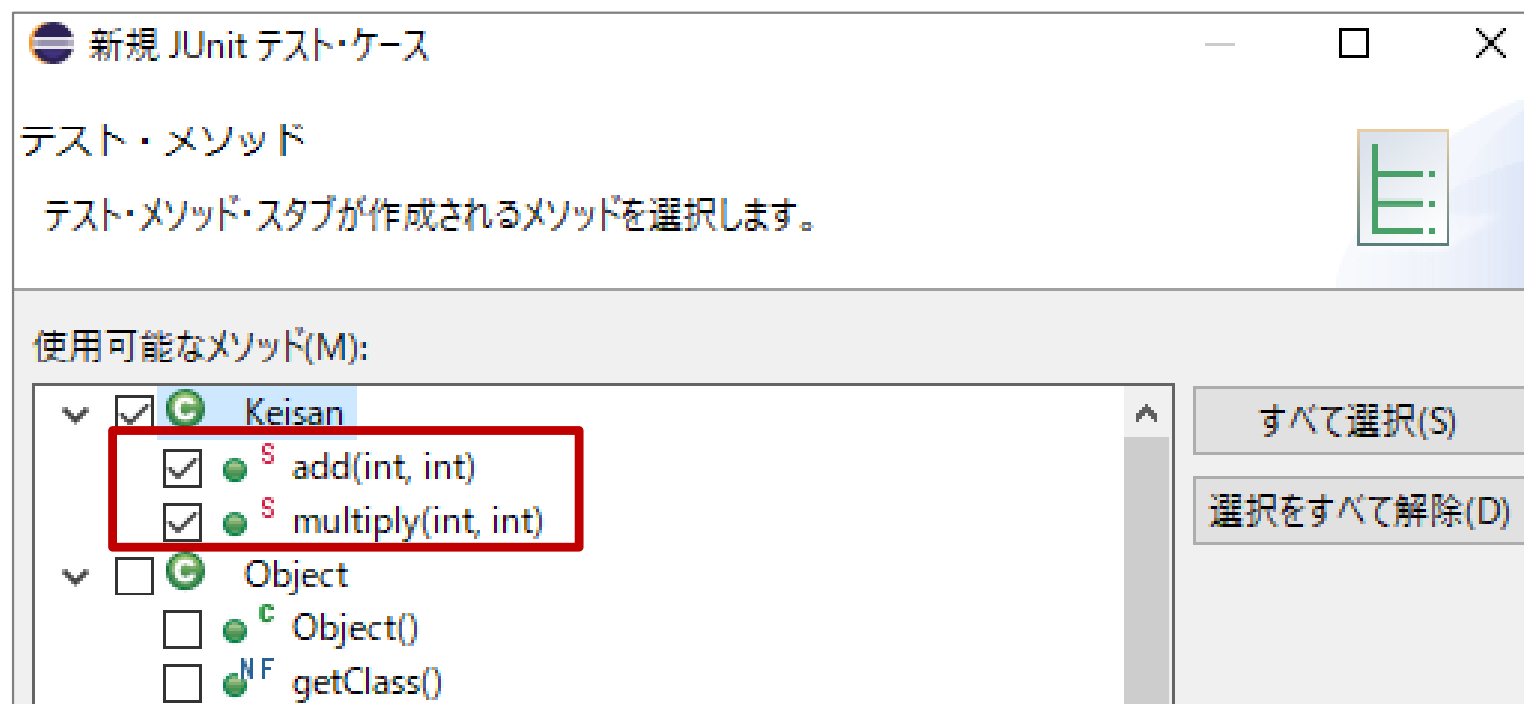 新規 JUnit テスト・ケース
テスト・メソッド
テスト・メソッド・スタブが作成されるメソッドを選択します。
使用可能なメソッド(M):
C Keisan
すべて選択(S)
S add(int, int)
選択をすべて解除(D)
S multiply(int, int)
C Object
C Object()
N F getClass()